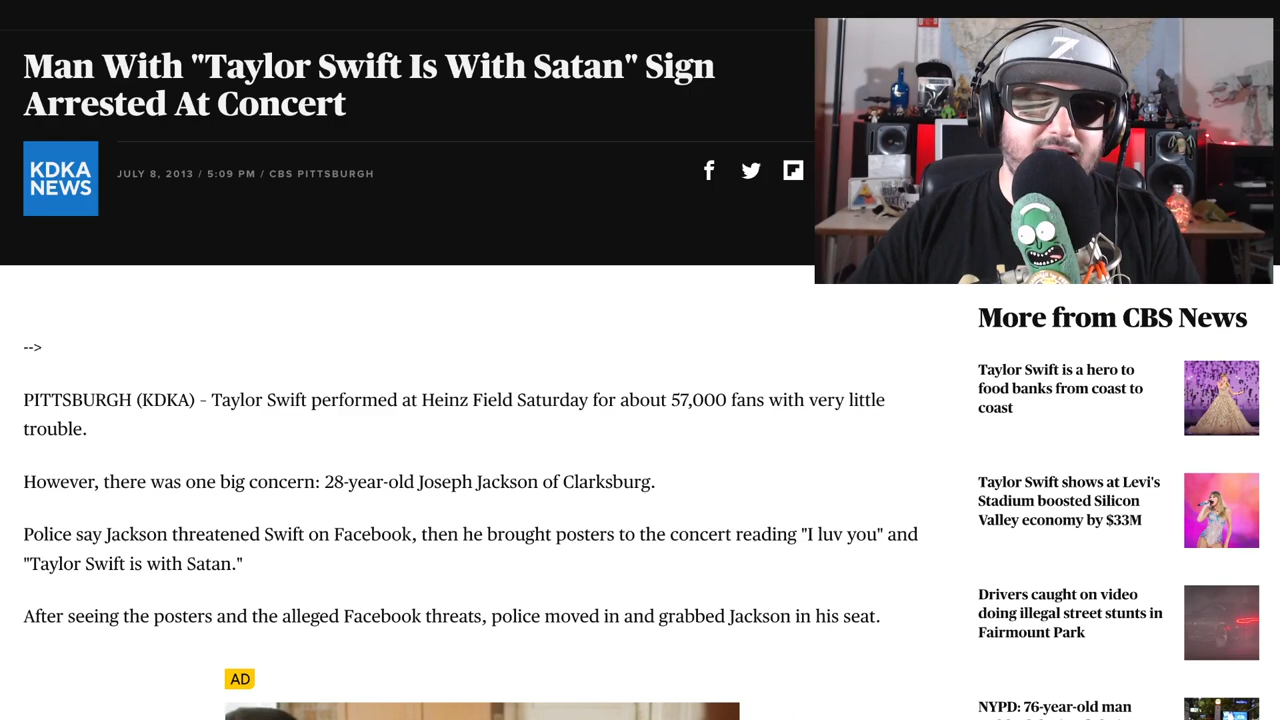 Man With "Taylor Swift Is With Satan" Sign
Arrested At Concert
KDKA
NEWS
JULY 8, 2013 / 5:09 PM / CBS PITTSBURGH
Z
-->
PITTSBURGH (KDKA) - Taylor Swift performed at Heinz Field Saturday for about 57,000 fans with very little
trouble.
However, there was one big concern: 28-year-old Joseph Jackson of Clarksburg.
Police say Jackson threatened Swift on Facebook, then he brought posters to the concert reading "I luv you" and
"Taylor Swift is with Satan."
After seeing the posters and the alleged Facebook threats, police moved in and grabbed Jackson in his seat.
AD
More from CBS News
Taylor Swift is a hero to
food banks from coast to
coast
Taylor Swift shows at Levi's
Stadium boosted Silicon
Valley economy by $33M
Drivers caught on video
doing illegal street stunts in
Fairmount Park
NYPD: 76-year-old man